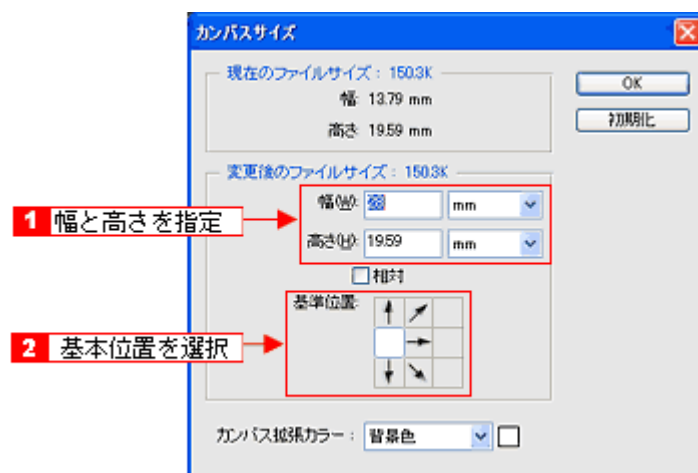 カンバスサイズ
現在のファイルサイズ : 150.3K
幅: 13.79 mm
高さ: 19.59 mm
OK
初期化
変更後のファイルサイズ : 150.3K
1 幅と高さを指定
幅(W): mm
高さ(H): 19.59 mm
相対
基準位置:
2 基本位置を選択
カンバス拡張カラー : 背景色